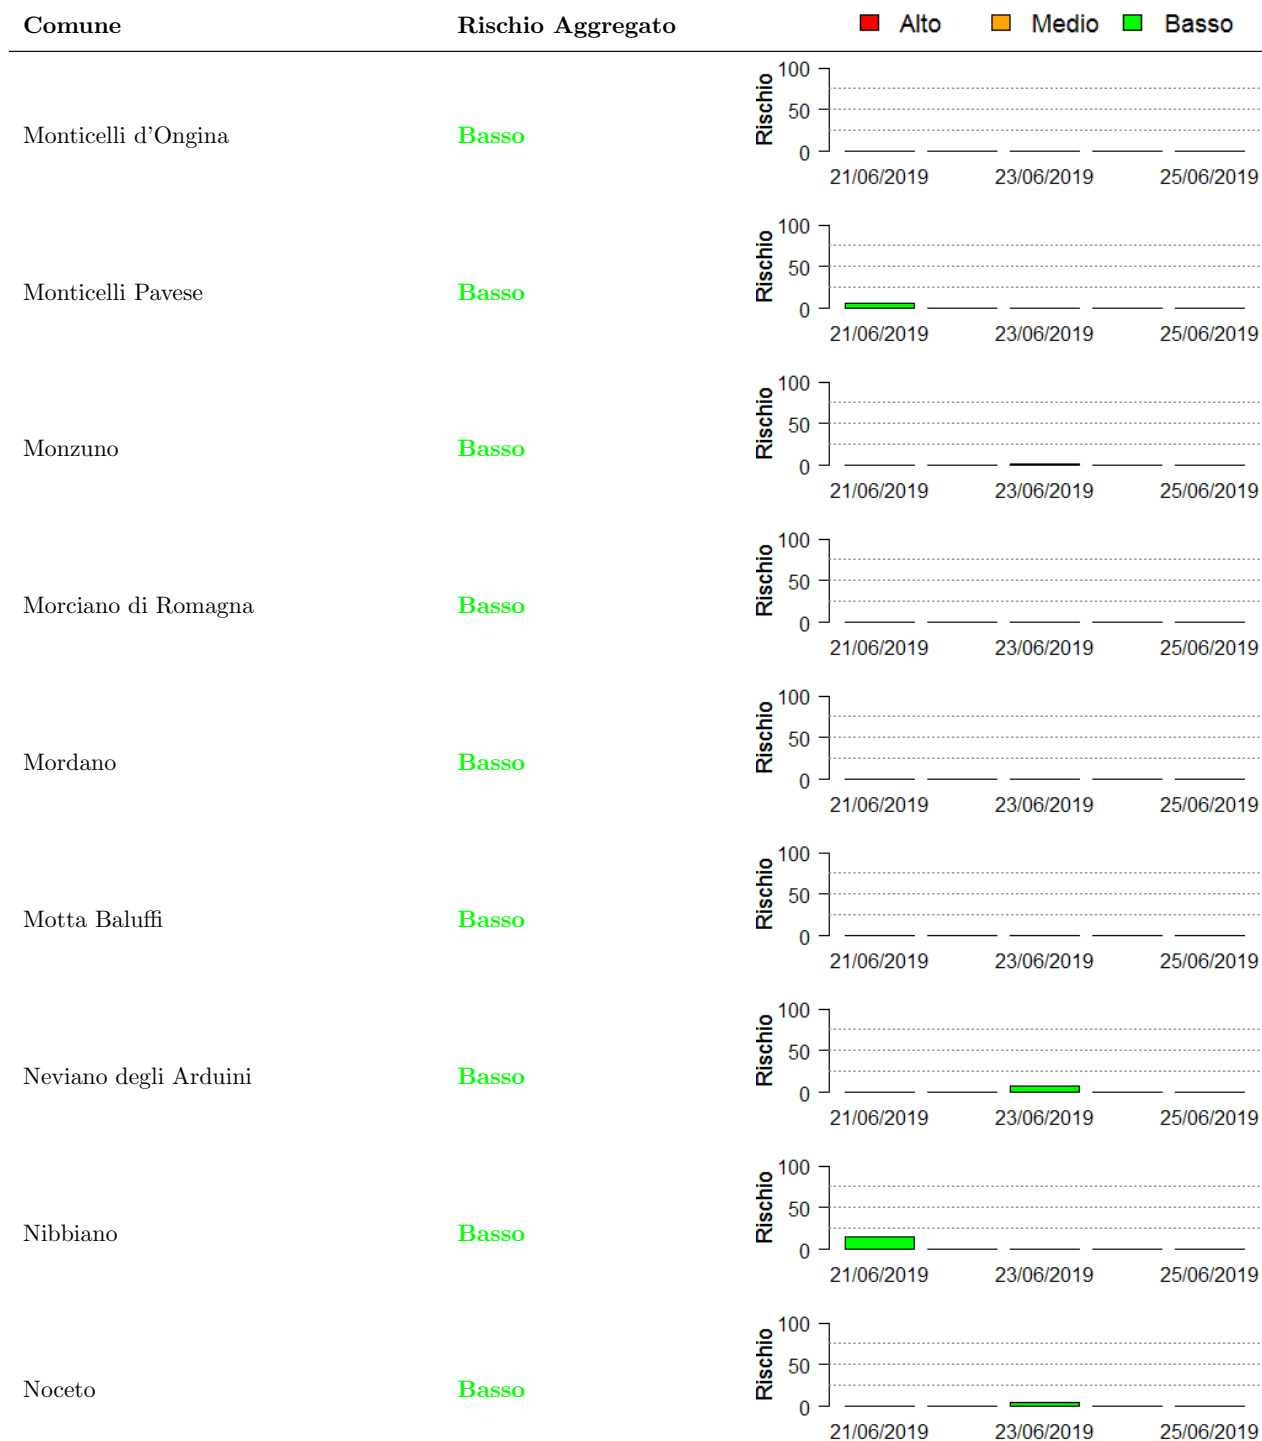 Comune Rischio Aggregato Alto Medio Basso
100
50
0
Rischio
Monticelli d'Ongina Basso
21/06/2019 23/06/2019 25/06/2019
100
50
0
Rischio
Monticelli Pavese Basso
21/06/2019 23/06/2019 25/06/2019
100
50
0
Rischio
Monzuno Basso
21/06/2019 23/06/2019 25/06/2019
100
50
0
Rischio
Morciano di Romagna Basso
21/06/2019 23/06/2019 25/06/2019
100
50
0
Rischio
Mordano Basso
21/06/2019 23/06/2019 25/06/2019
100
50
0
Rischio
Motta Baluffi Basso
21/06/2019 23/06/2019 25/06/2019
100
50
0
Rischio
Neviano degli Arduini Basso
21/06/2019 23/06/2019 25/06/2019
100
50
0
Rischio
Nibbiano Basso
21/06/2019 23/06/2019 25/06/2019
100
50
0
Rischio
Noceto Basso
21/06/2019 23/06/2019 25/06/2019